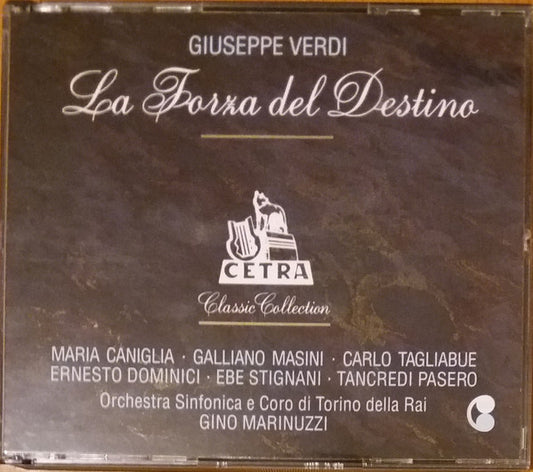 GIUSEPPE VERDI
La Forza del Destino
CETRA
Classic Collection
MARIA CANIGLIA · GALLIANO MASINI · CARLO TAGLIABUE
ERNESTO DOMINICI · EBE STIGNANI · TANCREDI PASERO
Orchestra Sinfonica e Coro di Torino della Rai
GINO MARINUZZI